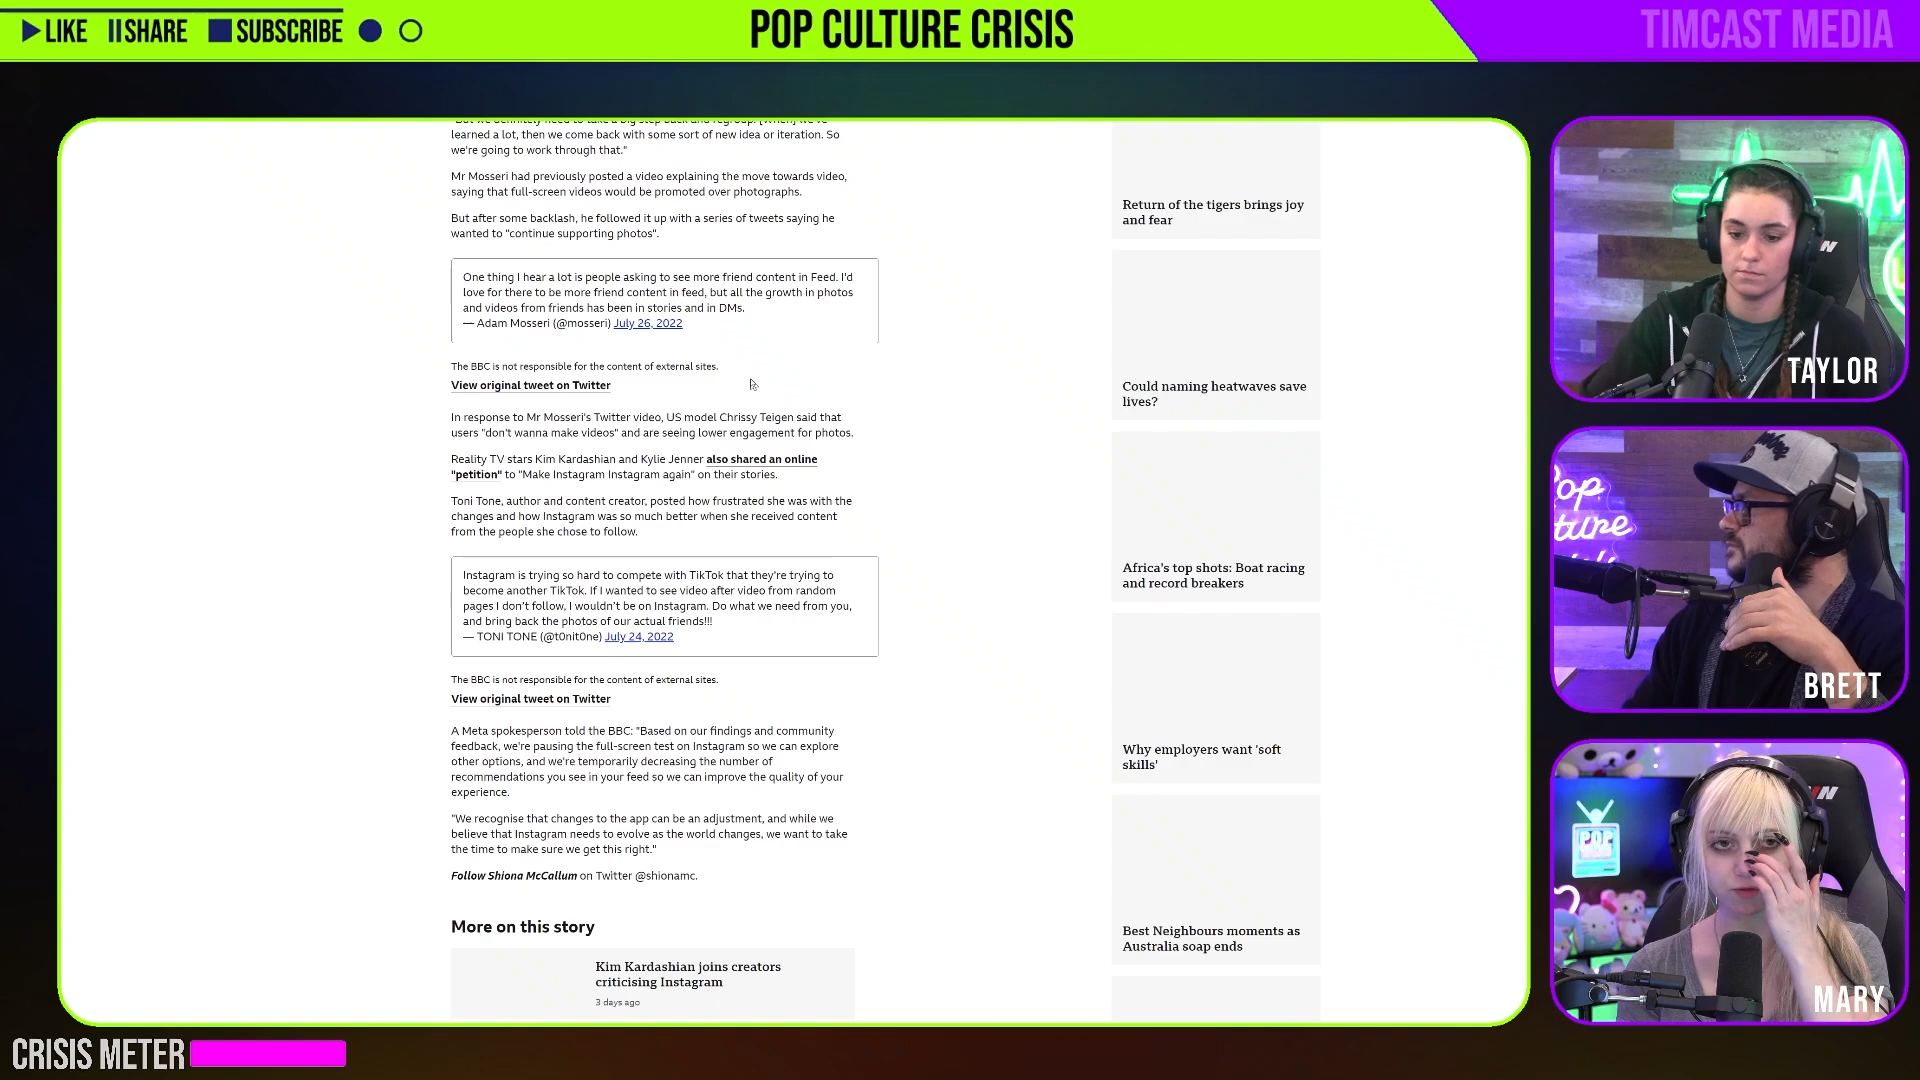 LIKE SHARE SUBSCRIBE
POP CULTURE CRISIS
TIMCAST MEDIA
"But we definitely need to take a big step back and regroup. [When] we've
learned a lot, then we come back with some sort of new idea or iteration. So
we're going to work through that."
Mr Mosseri had previously posted a video explaining the move towards video,
saying that full-screen videos would be promoted over photographs.
But after some backlash, he followed it up with a series of tweets saying he
wanted to "continue supporting photos".
One thing I hear a lot is people asking to see more friend content in Feed. I'd
love for there to be more friend content in feed, but all the growth in photos
and videos from friends has been in stories and in DMs.
— Adam Mosseri (@mosseri) July 26, 2022
The BBC is not responsible for the content of external sites.
View original tweet on Twitter
In response to Mr Mosseri's Twitter video, US model Chrissy Teigen said that
users "don't wanna make videos" and are seeing lower engagement for photos.
Reality TV stars Kim Kardashian and Kylie Jenner also shared an online
"petition" to "Make Instagram Instagram again" on their stories.
Toni Tone, author and content creator, posted how frustrated she was with the
changes and how Instagram was so much better when she received content
from the people she chose to follow.
Instagram is trying so hard to compete with TikTok that they're trying to
become another TikTok. If I wanted to see video after video from random
pages I don't follow, I wouldn't be on Instagram. Do what we need from you,
and bring back the photos of our actual friends!!!
— TONI TONE (@t0nit0ne) July 24, 2022
The BBC is not responsible for the content of external sites.
View original tweet on Twitter
A Meta spokesperson told the BBC: "Based on our findings and community
feedback, we're pausing the full-screen test on Instagram so we can explore
other options, and we're temporarily decreasing the number of
recommendations you see in your feed so we can improve the quality of your
experience.
"We recognise that changes to the app can be an adjustment, and while we
believe that Instagram needs to evolve as the world changes, we want to take
the time to make sure we get this right."
Follow Shiona McCallum on Twitter @shionamc.
More on this story
Kim Kardashian joins creators
criticising Instagram
3 days ago
Return of the tigers brings joy
and fear
Could naming heatwaves save
lives?
Africa's top shots: Boat racing
and record breakers
Why employers want 'soft
skills'
Best Neighbours moments as
Australia soap ends
TAYLOR
BRETT
POP
MARY
CRISIS METER